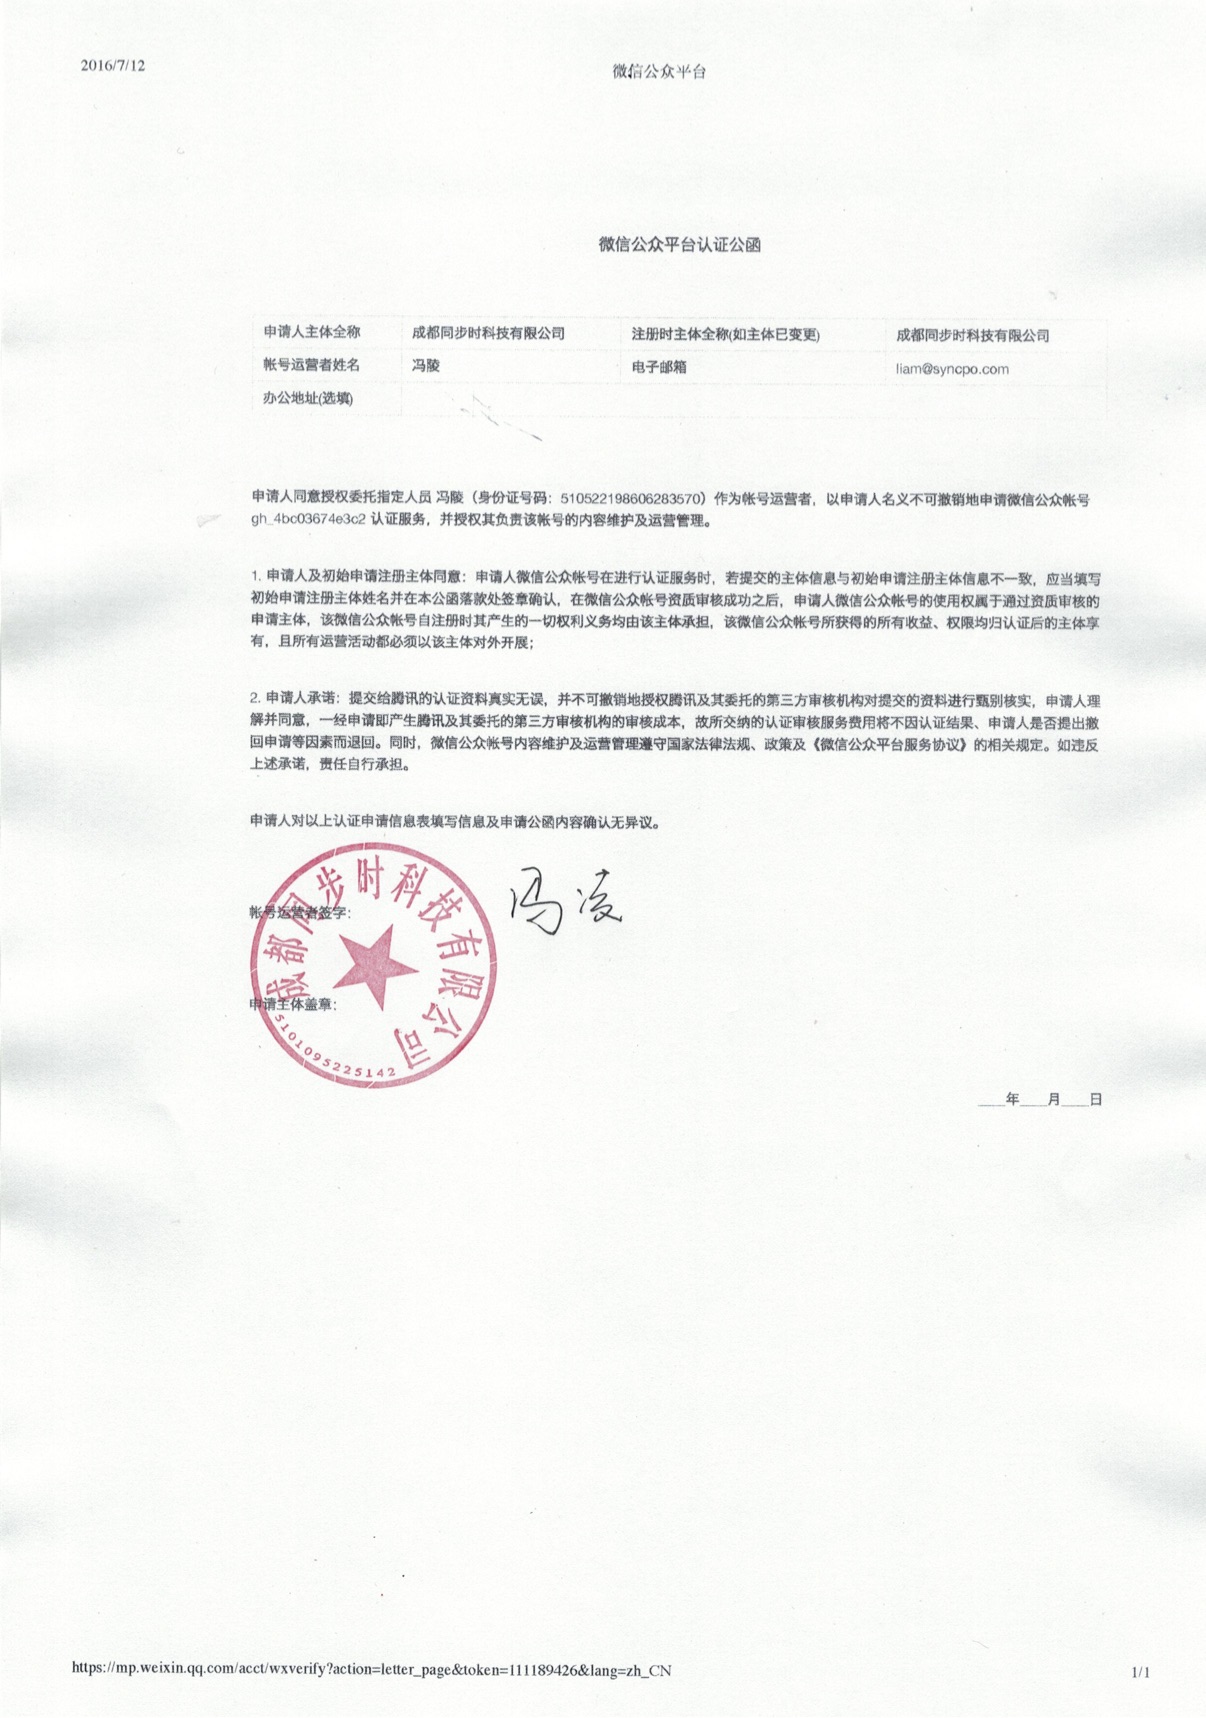 2016/7/12
微信公众平台
微信公众平台认证公函
申请人主体全称 成都同步时科技有限公司 注册时主体全称(如主体已变更) 成都同步时科技有限公司
帐号运营者姓名 冯陵 电子邮箱 liam@syncpo.com
办公地址(选填)
申请人同意授权委托指定人员 冯陵（身份证号码：510522198606283570）作为帐号运营者，以申请人名义不可撤销地申请微信公众帐号
gh_4bc03674e3c2 认证服务，并授权其负责该帐号的内容维护及运营管理。
1. 申请人及初始申请注册主体同意：申请人微信公众帐号在进行认证服务时，若提交的主体信息与初始申请注册主体信息不一致，应当填写
初始申请注册主体姓名并在本公函落款处签章确认，在微信公众帐号资质审核成功之后，申请人微信公众帐号的使用权属于通过资质审核的
申请主体，该微信公众帐号自注册时其产生的一切权利义务均由该主体承担，该微信公众帐号所获得的所有收益、权限均归认证后的主体享
有，且所有运营活动都必须以该主体对外开展；
2. 申请人承诺：提交给腾讯的认证资料真实无误，并不可撤销地授权腾讯及其委托的第三方审核机构对提交的资料进行甄别核实，申请人理
解并同意，一经申请即产生腾讯及其委托的第三方审核机构的审核成本，故所交纳的认证审核服务费用将不因认证结果、申请人是否提出撤
回申请等因素而退回。同时，微信公众帐号内容维护及运营管理遵守国家法律法规、政策及《微信公众平台服务协议》的相关规定。如违反
上述承诺，责任自行承担。
申请人对以上认证申请信息表填写信息及申请公函内容确认无异议。
帐号运营者签字：
冯凌
申请主体盖章：
成都同步时科技有限公司
5101095225142
____年____月____日
https://mp.weixin.qq.com/acct/wxverify?action=letter_page&token=111189426&lang=zh_CN
1/1